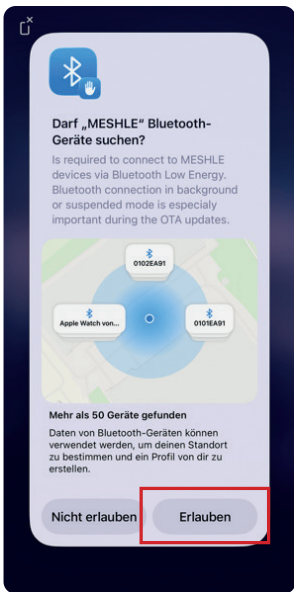 Darf „MESHLE“ Bluetooth-
Geräte suchen?
Is required to connect to MESHLE
devices via Bluetooth Low Energy.
Bluetooth connection in background
or suspended mode is especialy
important during the OTA updates.
0102EA91
Apple Watch von...
0101EA91
Mehr als 50 Geräte gefunden
Daten von Bluetooth-Geräten können
verwendet werden, um deinen Standort
zu bestimmen und ein Profil von dir zu
erstellen.
Nicht erlauben
Erlauben